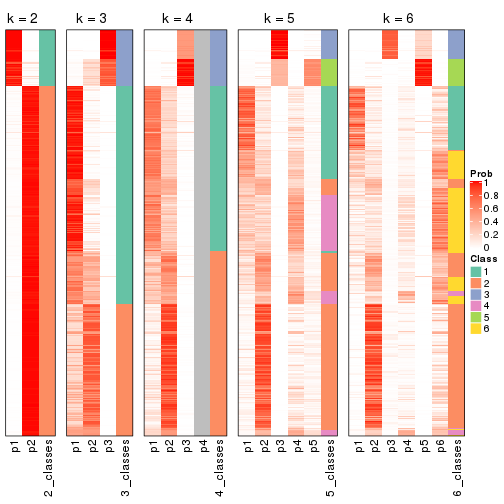 k = 2
k = 3
k = 4
k = 5
k = 6
Prob
1
0.8
0.6
0.4
0.2
0
Class
1
2
3
4
5
6
p1
p2
2_classes
p1
p2
p3
3_classes
p1
p2
p3
p4
4_classes
p1
p2
p3
p4
p5
5_classes
p1
p2
p3
p4
p5
p6
6_classes